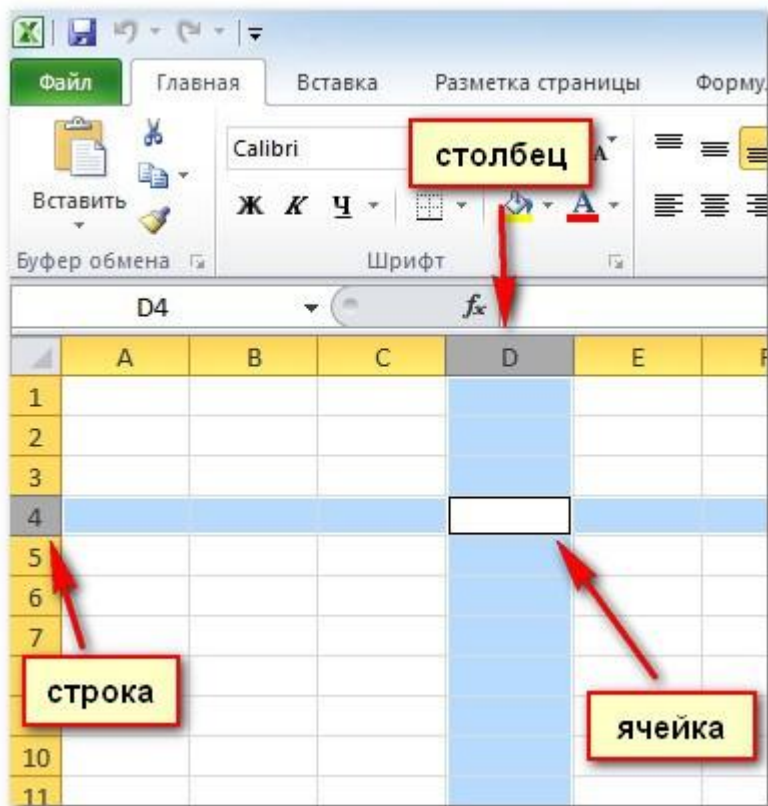 Файл Главная Вставка Разметка страницы Форму
Calibri
столбец
Вставить
Ж К Ч
А
Буфер обмена Шрифт
D4 fx
A B C D E F
1
2
3
4
5
6
7
строка
ячейка
10
11